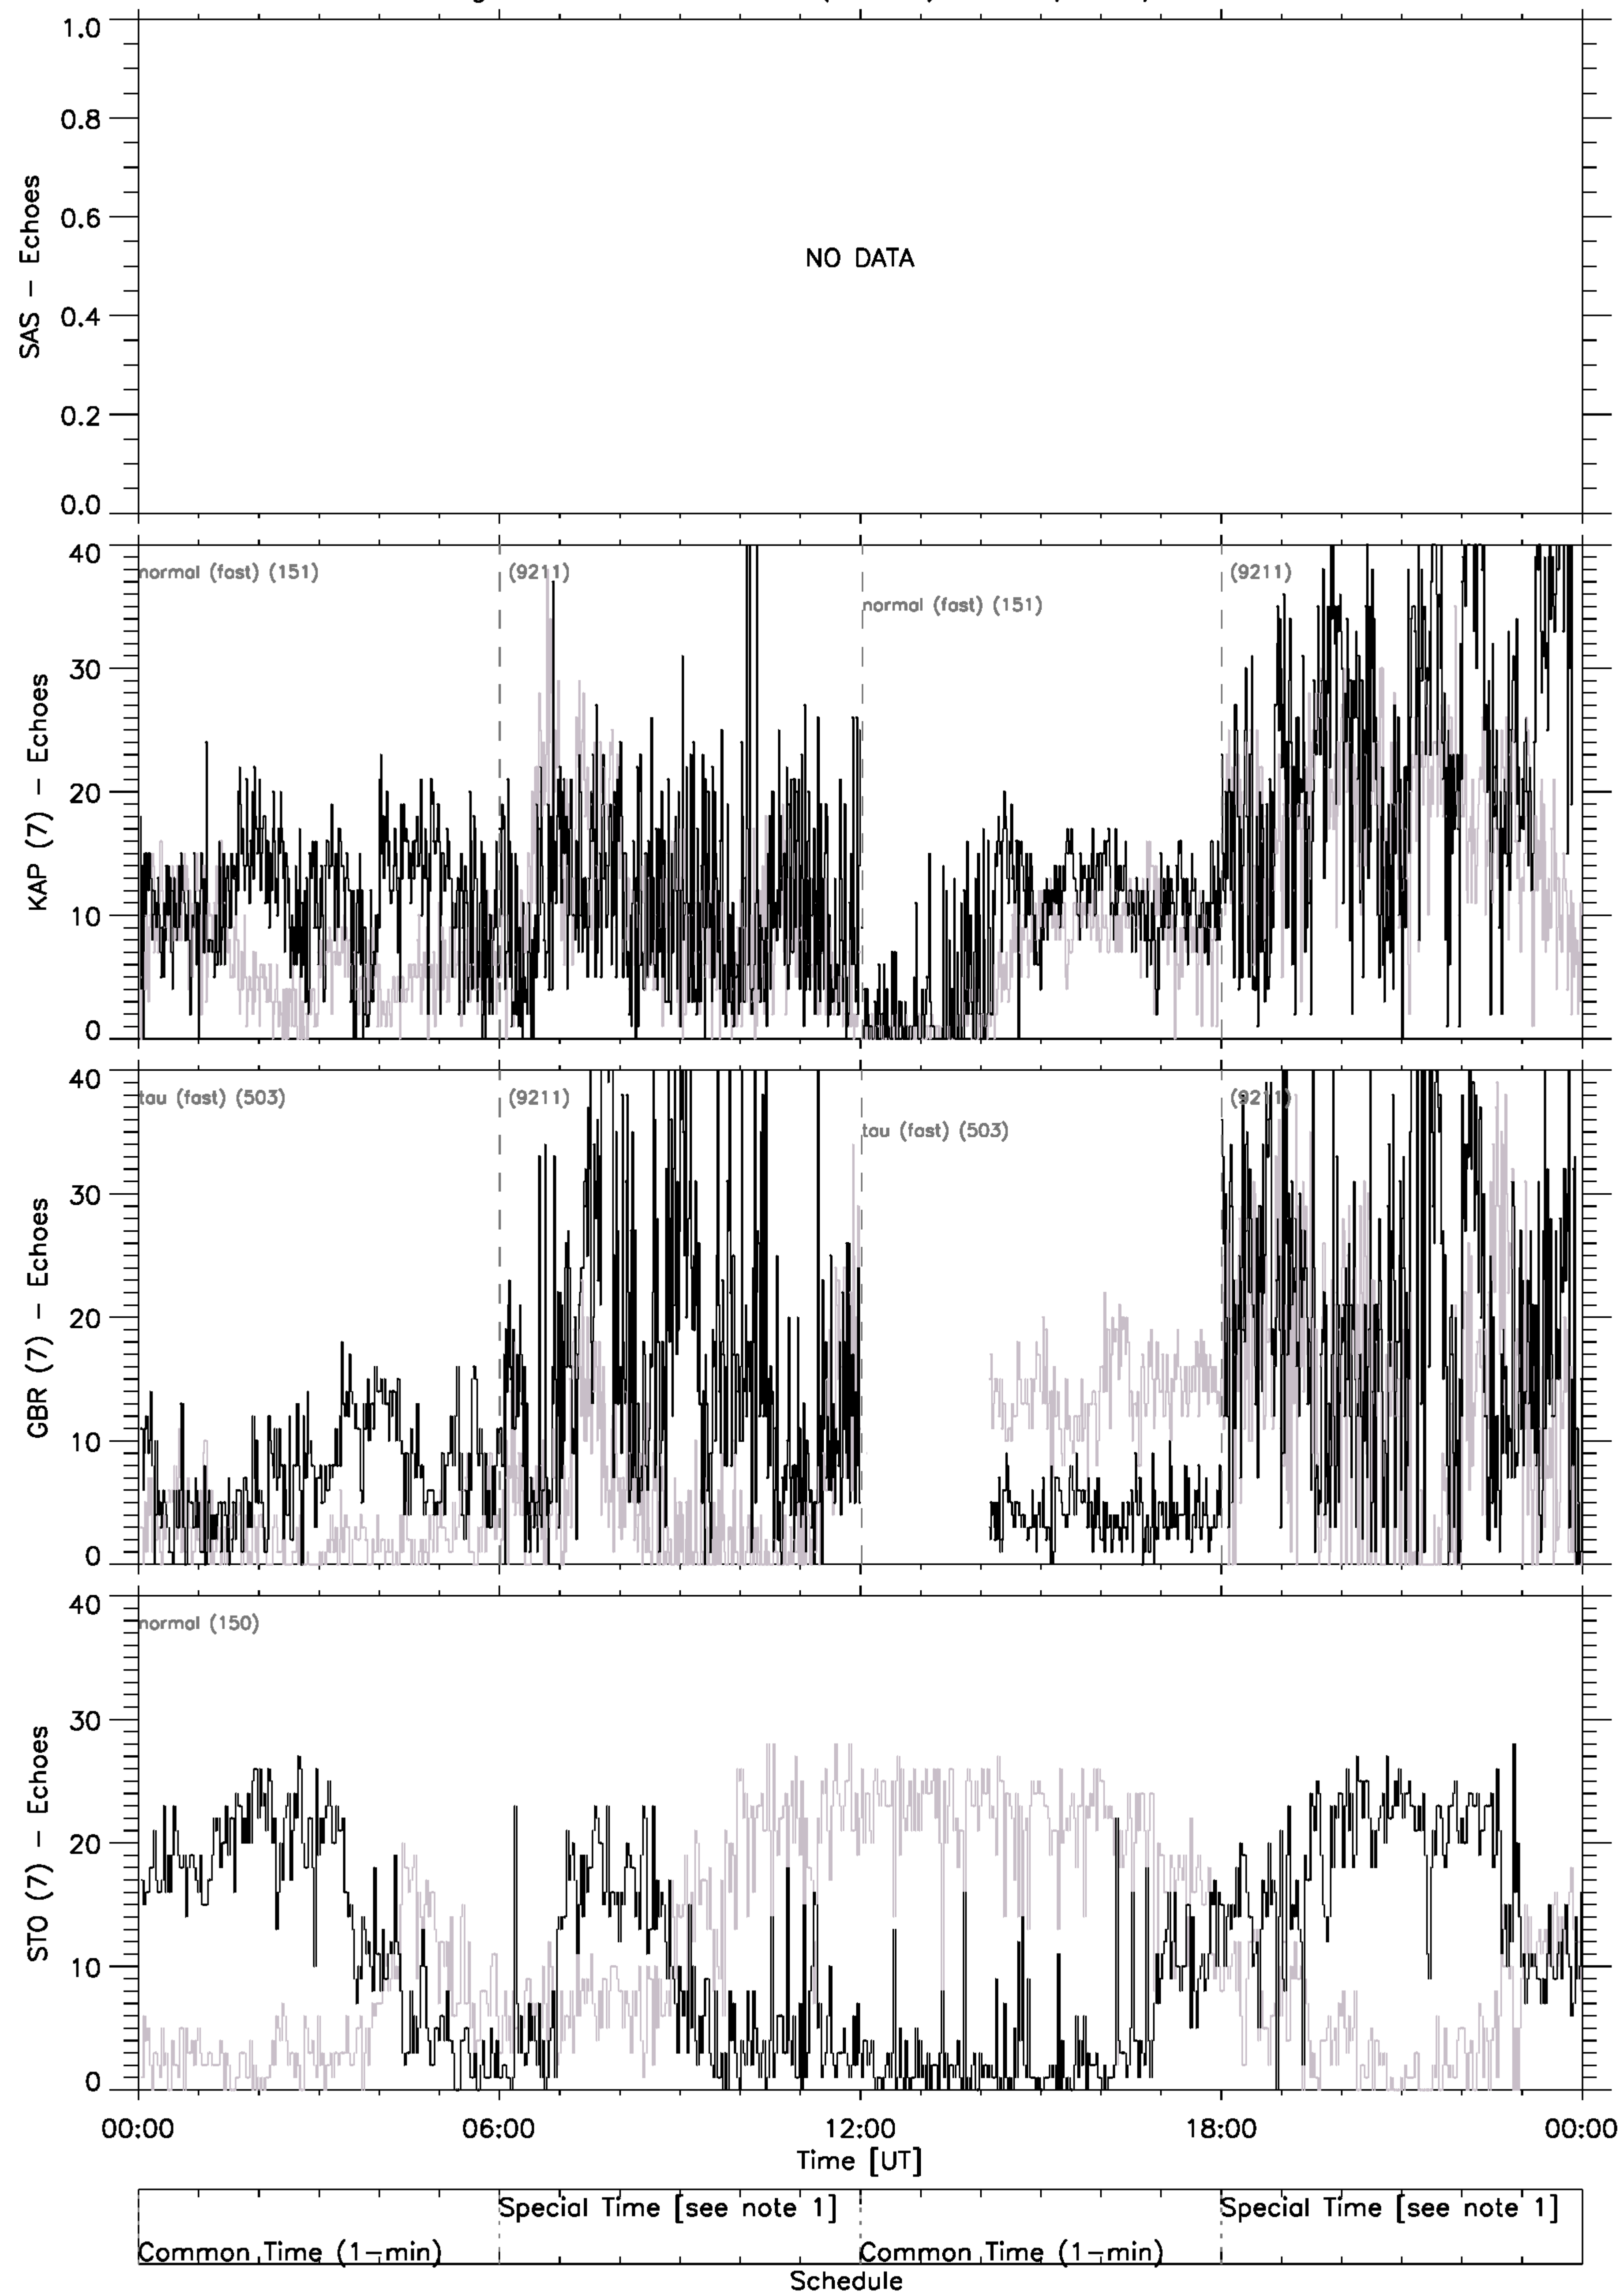 1.0
0.8
0.6
0.4
0.2
0.0
SAS – Echoes
NO DATA
40
30
20
10
0
KAP (7) – Echoes
normal (fast) (151)
(9211)
normal (fast) (151)
(9211)
40
30
20
10
0
GBR (7) – Echoes
tau (fast) (503)
(9211)
tau (fast) (503)
(9211)
40
30
20
10
0
STO (7) – Echoes
normal (150)
00:00 06:00 12:00 18:00 00:00
Time [UT]
Special Time [see note 1] Special Time [see note 1]
Common Time (1–min) Common Time (1–min)
Schedule